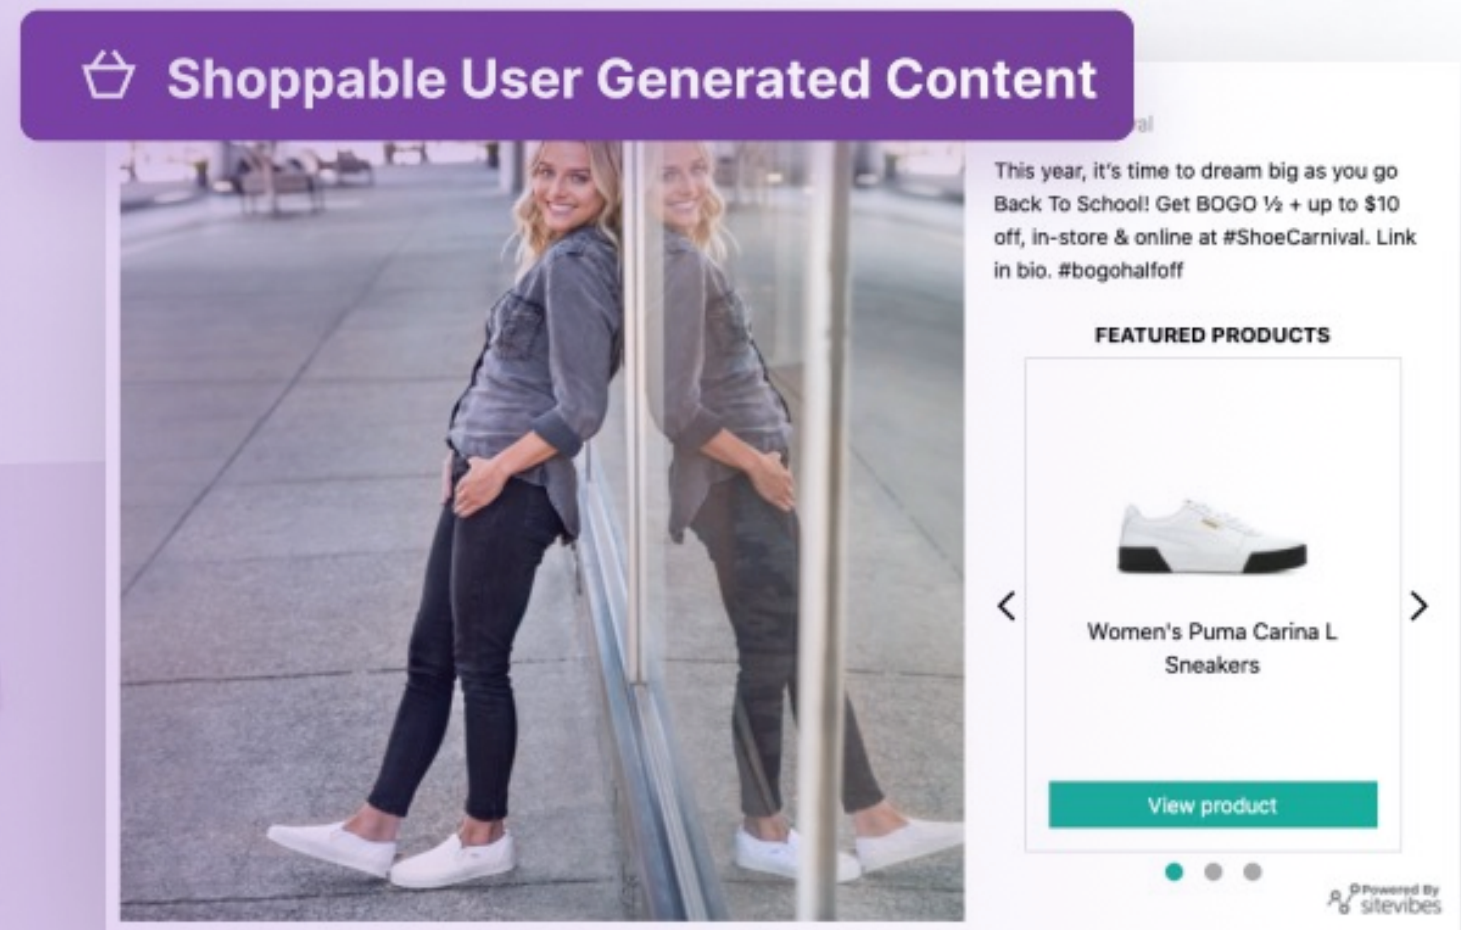 Shoppable User Generated Content
This year, it's time to dream big as you go
Back To School! Get BOGO ½ + up to $10
off, in-store & online at #ShoeCarnival. Link
in bio. #bogohalfoff
FEATURED PRODUCTS
Women's Puma Carina L
Sneakers
View product
Powered By
sitevibes